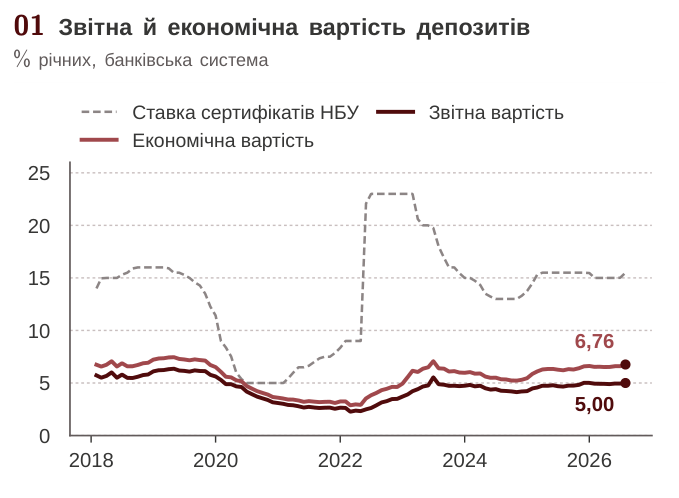 01 Звітна й економічна вартість депозитів
% річних, банківська система
Ставка сертифікатів НБУ Звітна вартість
Економічна вартість
25
20
15
10
5
0
6,76
5,00
2018 2020 2022 2024 2026